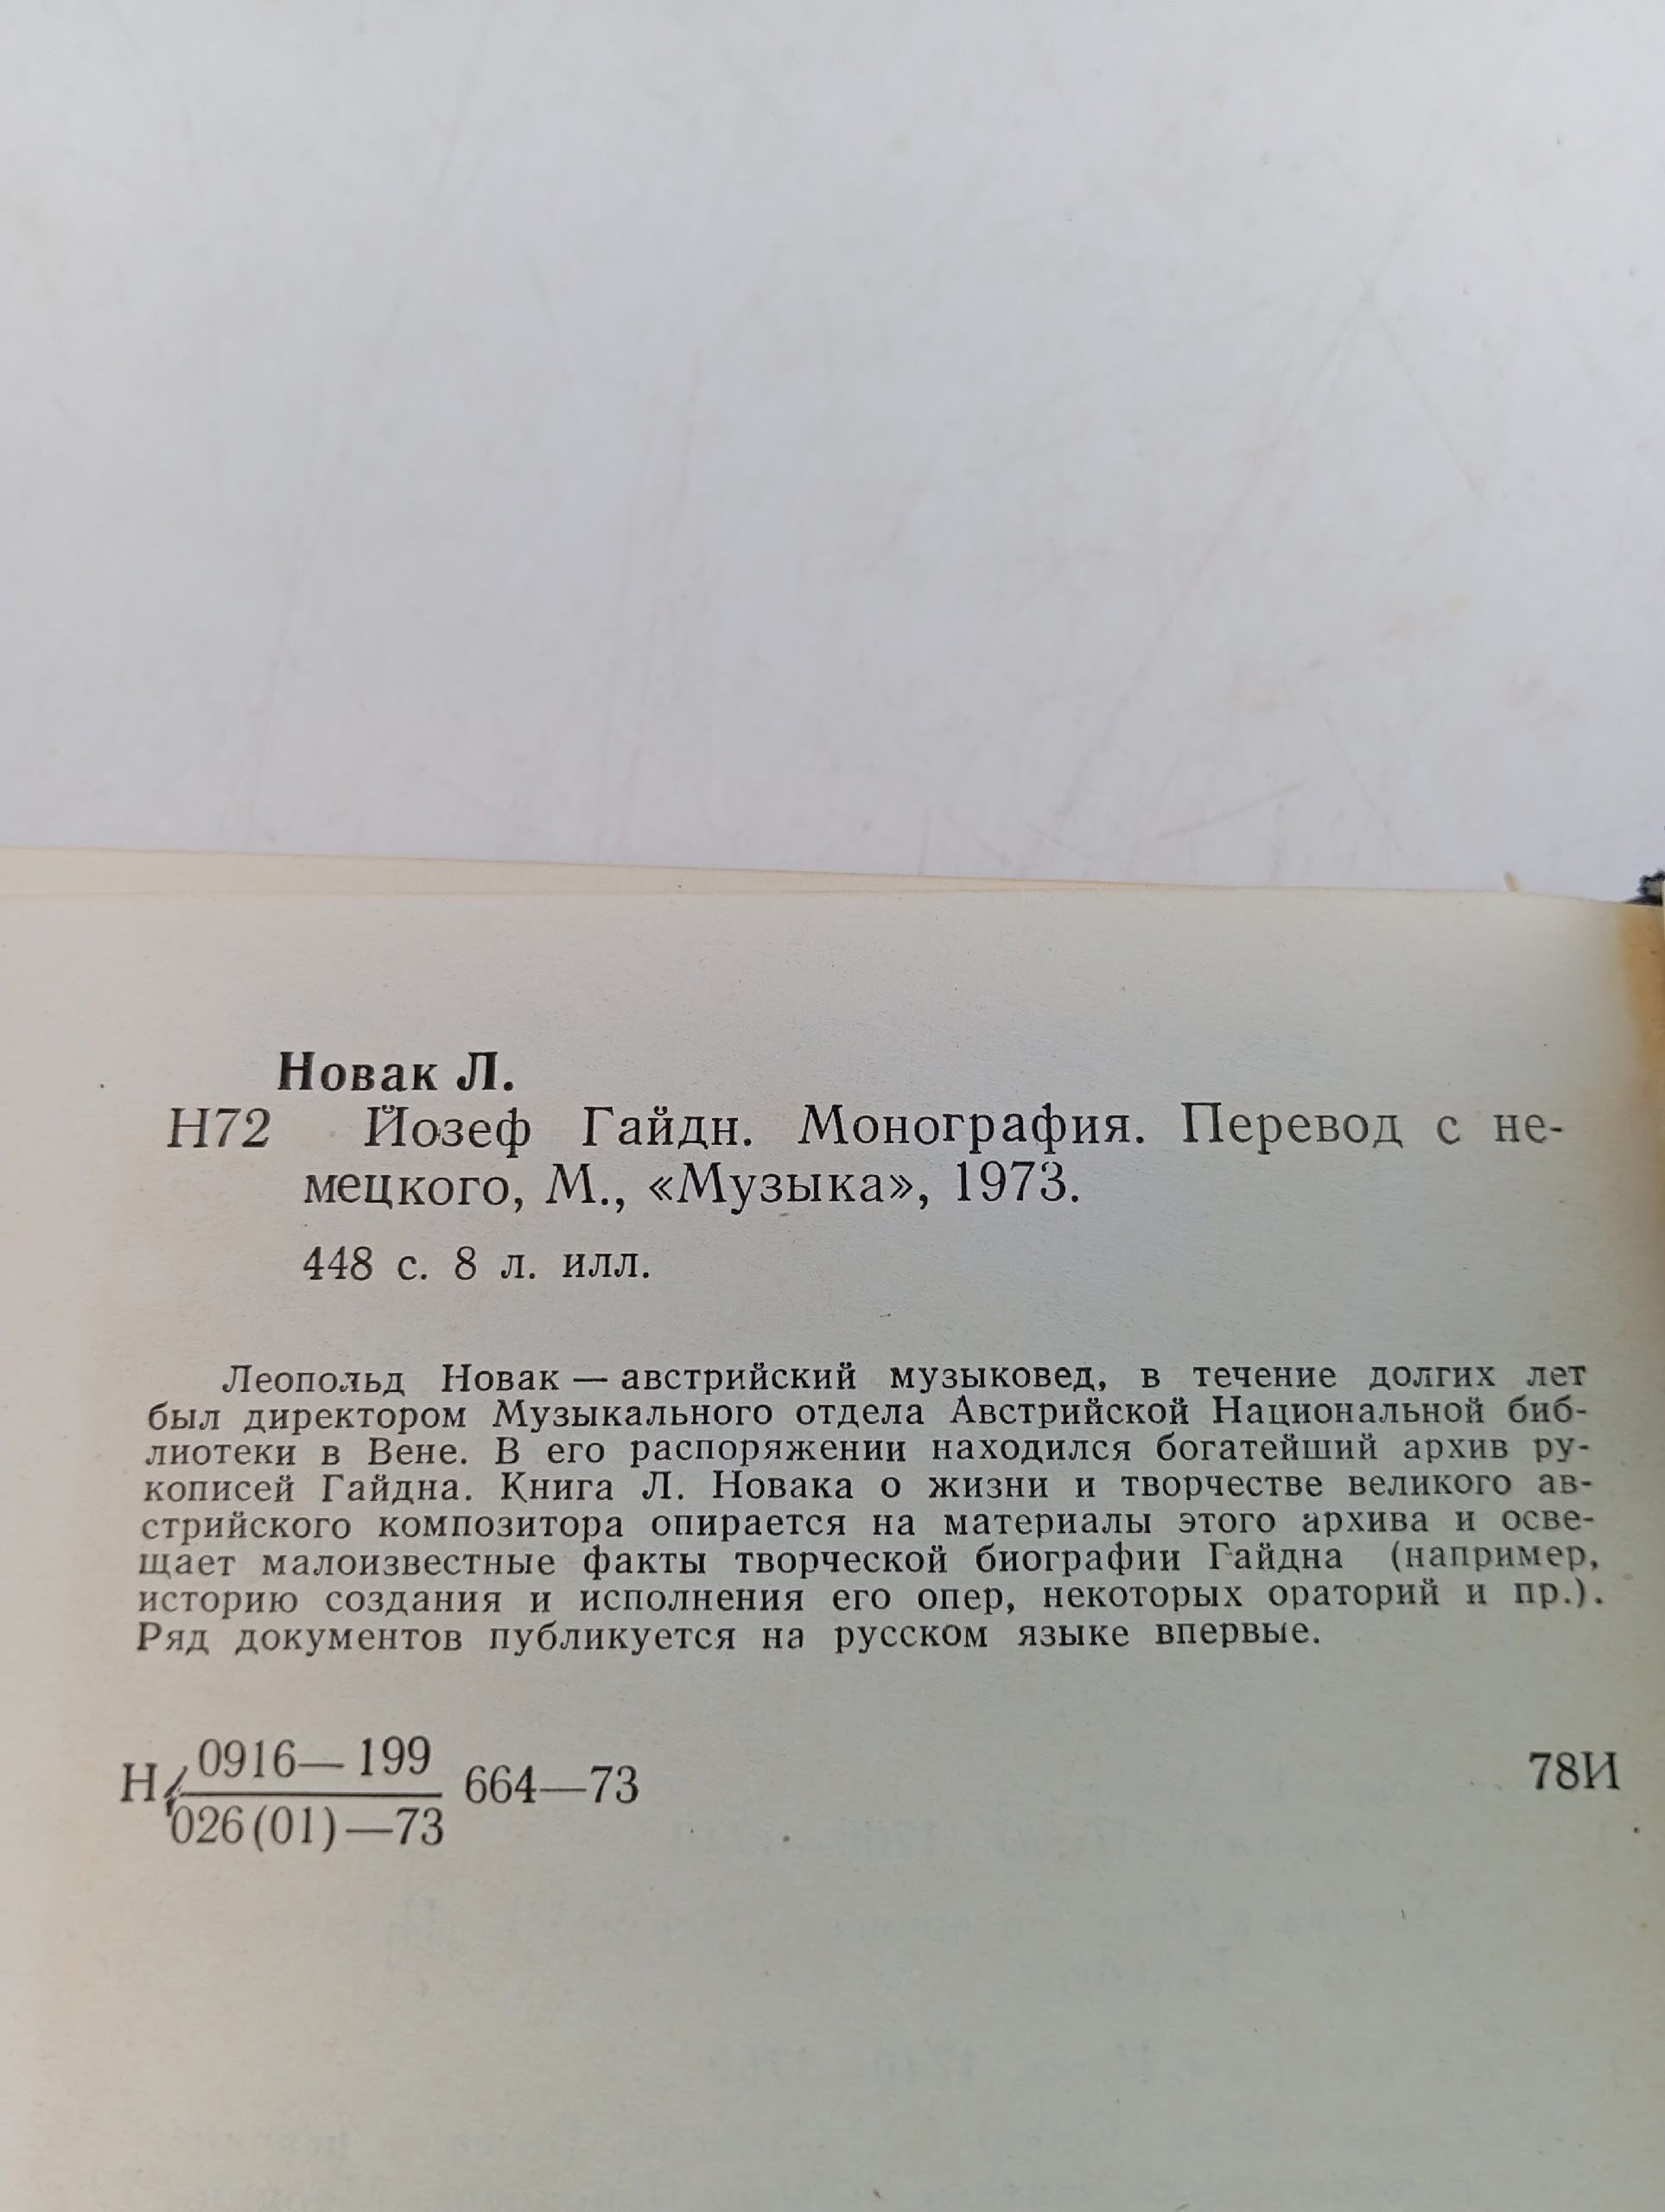 Новак Л.
Н72 Йозеф Гайдн. Монография. Перевод с не-
мецкого, М., «Музыка», 1973.
448 с. 8 л. илл.
Леопольд Новак — австрийский музыковед, в течение долгих лет
был директором Музыкального отдела Австрийской Национальной биб-
лиотеки в Вене. В его распоряжении находился богатейший архив ру-
кописей Гайдна. Книга Л. Новака о жизни и творчестве великого ав-
стрийского композитора опирается на материалы этого архива и осве-
щает малоизвестные факты творческой биографии Гайдна (например,
историю создания и исполнения его опер, некоторых ораторий и пр.).
Ряд документов публикуется на русском языке впервые.
0916—199
Н 664—73 78И
026(01)—73